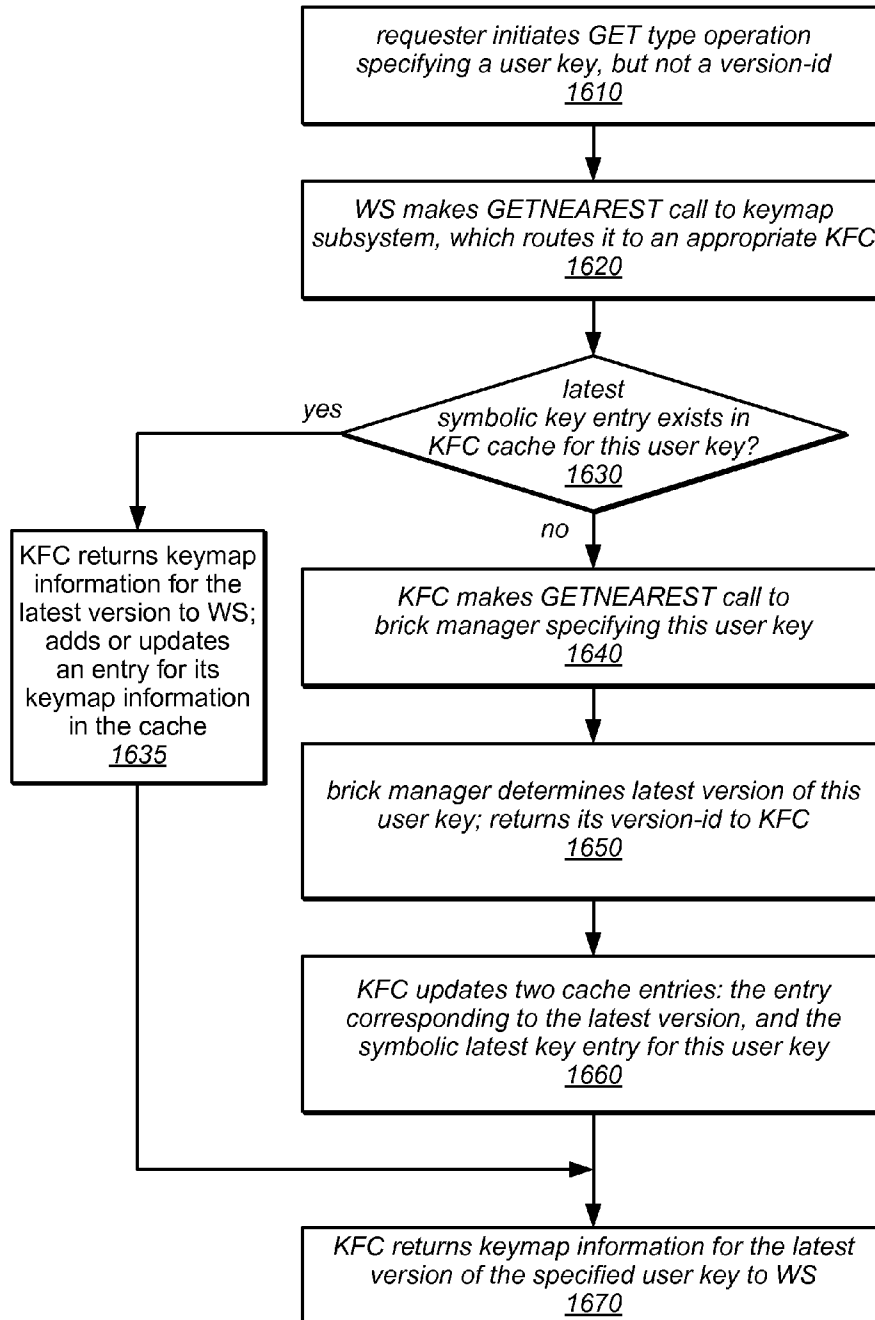 requester initiates GET type operation
specifying a user key, but not a version-id
1610
WS makes GETNEAREST call to keymap
subsystem, which routes it to an appropriate KFC
1620
latest
symbolic key entry exists in
KFC cache for this user key?
1630
yes
no
KFC returns keymap
information for the
latest version to WS;
adds or updates
an entry for its
keymap information
in the cache
1635
KFC makes GETNEAREST call to
brick manager specifying this user key
1640
brick manager determines latest version of this
user key; returns its version-id to KFC
1650
KFC updates two cache entries: the entry
corresponding to the latest version, and the
symbolic latest key entry for this user key
1660
KFC returns keymap information for the latest
version of the specified user key to WS
1670